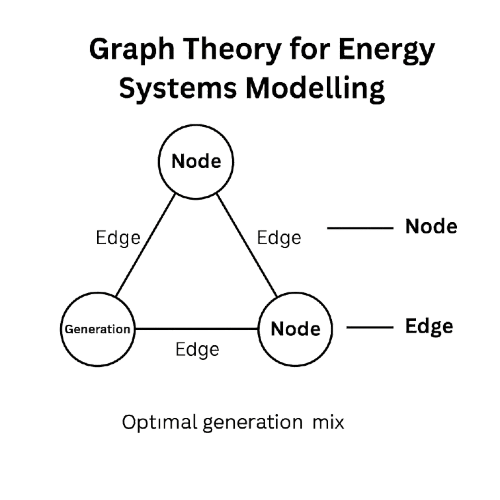 Graph Theory for Energy
Systems Modelling
Node
Edge
Edge
Node
Generation
Node
Edge
Edge
Optımal generation mix